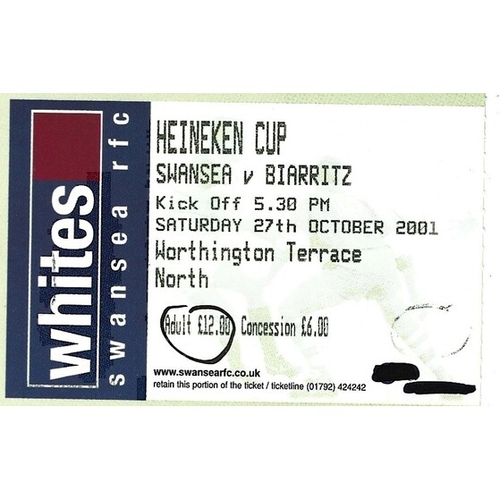 whites
swansea rfc
HEINEKEN CUP
SWANSEA v BIARRITZ
Kick Off 5.30 PM
SATURDAY 27th OCTOBER 2001
Worthington Terrace
North
Adult £12.00 Concession £6.00
www.swansearfc.co.uk
retain this portion of the ticket / ticketline (01792) 424242